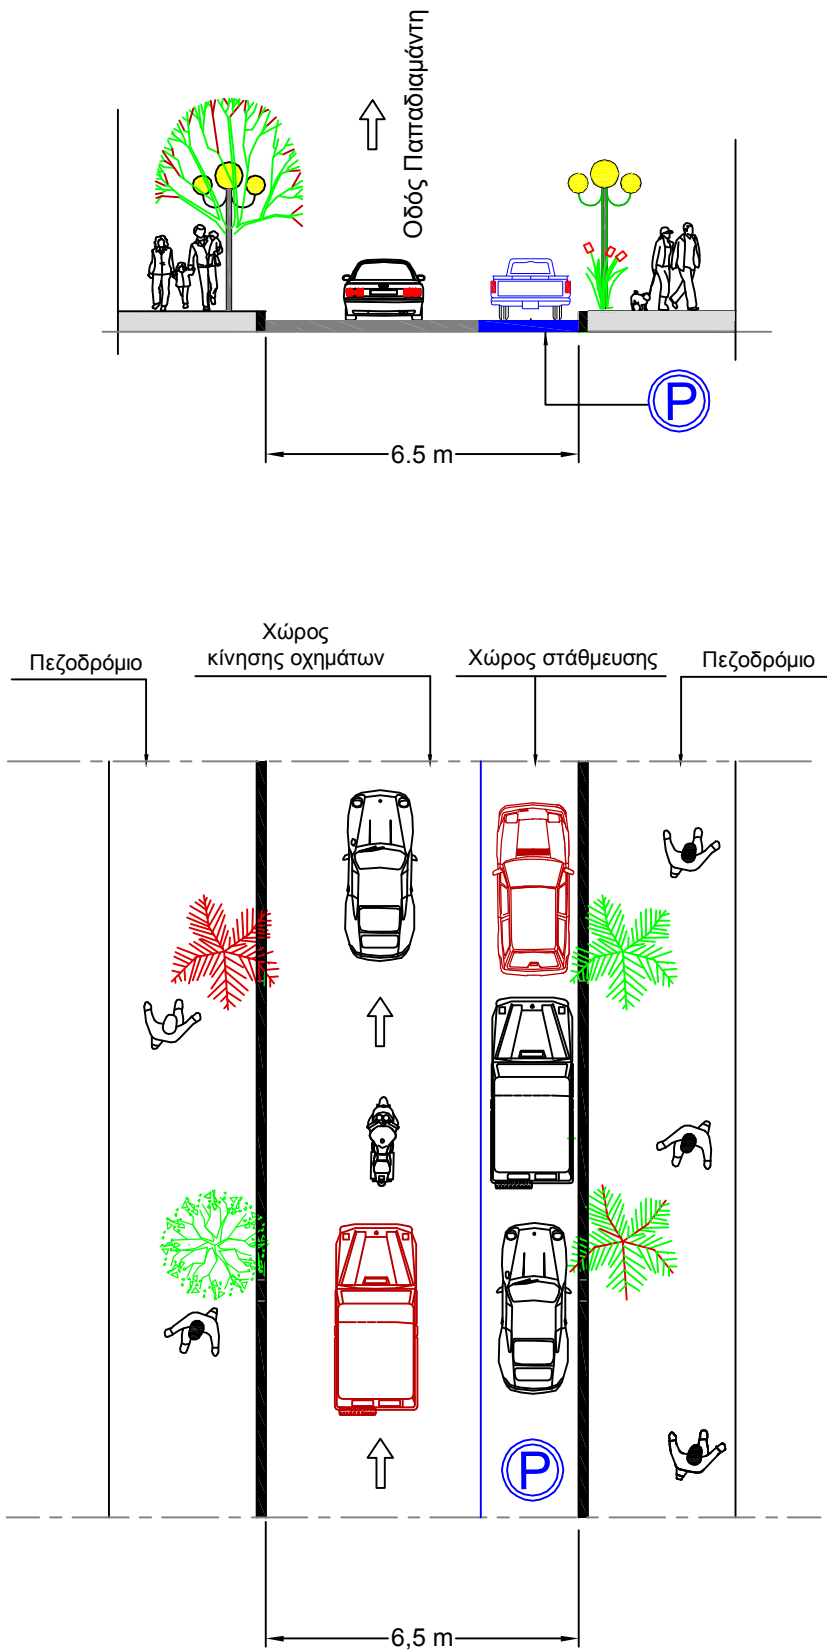 Οδός Παπαδιαμάντη
P
6.5 m
Πεζοδρόμιο
Χώρος
κίνησης οχημάτων
Χώρος στάθμευσης
Πεζοδρόμιο
P
6,5 m